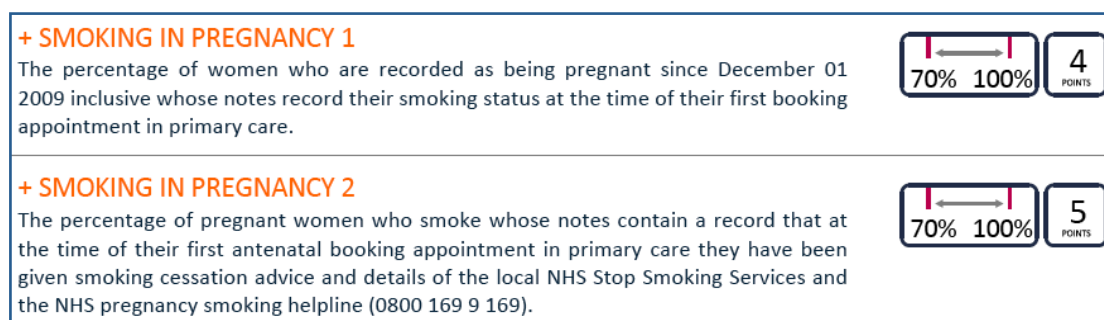 + SMOKING IN PREGNANCY 1
The percentage of women who are recorded as being pregnant since December 01
2009 inclusive whose notes record their smoking status at the time of their first booking
appointment in primary care.
70% 100%
4
POINTS
+ SMOKING IN PREGNANCY 2
The percentage of pregnant women who smoke whose notes contain a record that at
the time of their first antenatal booking appointment in primary care they have been
given smoking cessation advice and details of the local NHS Stop Smoking Services and
the NHS pregnancy smoking helpline (0800 169 9 169).
70% 100%
5
POINTS